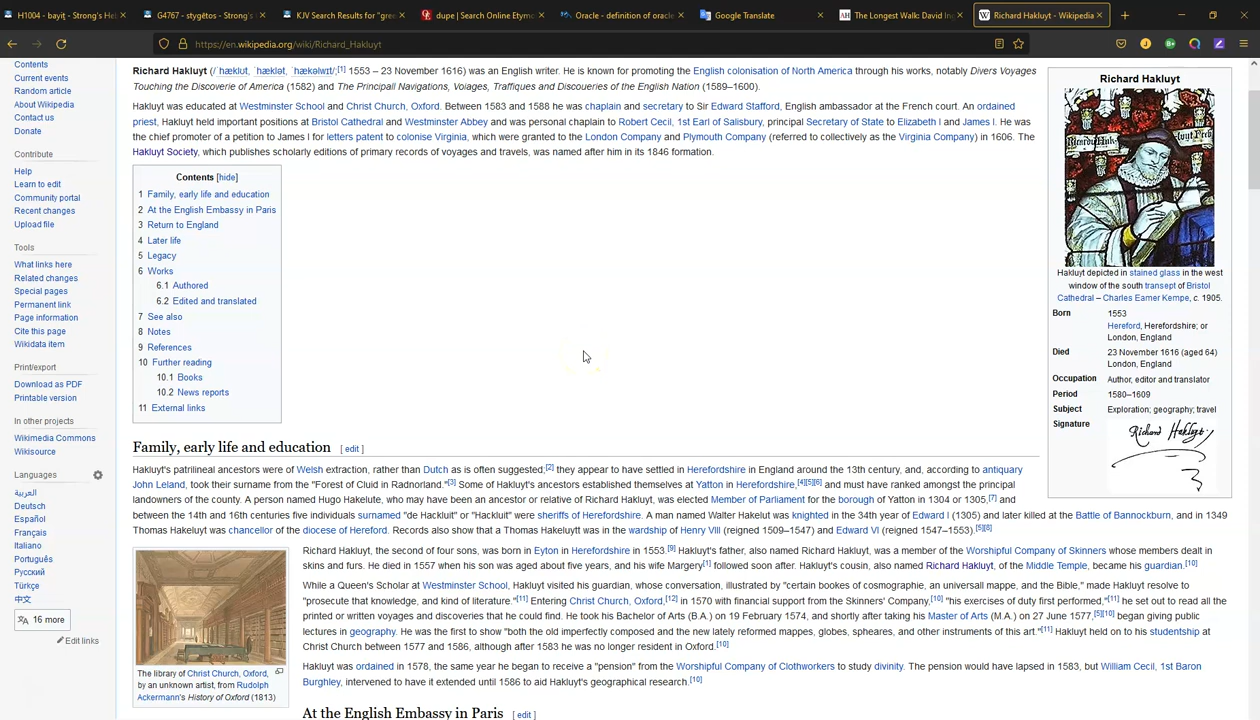 H1004 - bayiṯ - Strong's He
G4767 - stygētos - Strong's
KJV Search Results for "gree
dupe | Search Online Etymo
Oracle - definition of oracle
Google Translate
The Longest Walk: David Ing
Richard Hakluyt - Wikipedia
https://en.wikipedia.org/wiki/Richard_Hakluyt
Contents
Current events
Random article
About Wikipedia
Contact us
Donate
Contribute
Help
Learn to edit
Community portal
Recent changes
Upload file
Tools
What links here
Related changes
Special pages
Permanent link
Page information
Cite this page
Wikidata item
Print/export
Download as PDF
Printable version
In other projects
Wikimedia Commons
Wikisource
Languages
العربية
Deutsch
Español
Français
Italiano
Português
Русский
Türkçe
中文
16 more
Edit links
Richard Hakluyt (/ˈhæklʊt, ˈhæklət, ˈhækəlwɪt/;[1] 1553 – 23 November 1616) was an English writer. He is known for promoting the English colonisation of North America through his works, notably Divers Voyages
Touching the Discoverie of America (1582) and The Principall Navigations, Voiages, Traffiques and Discoueries of the English Nation (1589–1600).
Hakluyt was educated at Westminster School and Christ Church, Oxford. Between 1583 and 1588 he was chaplain and secretary to Sir Edward Stafford, English ambassador at the French court. An ordained
priest, Hakluyt held important positions at Bristol Cathedral and Westminster Abbey and was personal chaplain to Robert Cecil, 1st Earl of Salisbury, principal Secretary of State to Elizabeth I and James I. He was
the chief promoter of a petition to James I for letters patent to colonise Virginia, which were granted to the London Company and Plymouth Company (referred to collectively as the Virginia Company) in 1606. The
Hakluyt Society, which publishes scholarly editions of primary records of voyages and travels, was named after him in its 1846 formation.
Contents [hide]
1 Family, early life and education
2 At the English Embassy in Paris
3 Return to England
4 Later life
5 Legacy
6 Works
6.1 Authored
6.2 Edited and translated
7 See also
8 Notes
9 References
10 Further reading
10.1 Books
10.2 News reports
11 External links
Richard Hakluyt
Hakluyt depicted in stained glass in the west
window of the south transept of Bristol
Cathedral – Charles Eamer Kempe, c. 1905.
Born 1553
Hereford, Herefordshire; or
London, England
Died 23 November 1616 (aged 64)
London, England
Occupation Author, editor and translator
Period 1580–1609
Subject Exploration; geography; travel
Signature Richard Hakluyt
Family, early life and education [ edit ]
Hakluyt's patrilineal ancestors were of Welsh extraction, rather than Dutch as is often suggested;[2] they appear to have settled in Herefordshire in England around the 13th century, and, according to antiquary
John Leland, took their surname from the "Forest of Cluid in Radnorland."[3] Some of Hakluyt's ancestors established themselves at Yatton in Herefordshire,[4][5][6] and must have ranked amongst the principal
landowners of the county. A person named Hugo Hakelute, who may have been an ancestor or relative of Richard Hakluyt, was elected Member of Parliament for the borough of Yatton in 1304 or 1305,[7] and
between the 14th and 16th centuries five individuals surnamed "de Hackluit" or "Hackluit" were sheriffs of Herefordshire. A man named Walter Hakelut was knighted in the 34th year of Edward I (1305) and later killed at the Battle of Bannockburn, and in 1349
Thomas Hakeluyt was chancellor of the diocese of Hereford. Records also show that a Thomas Hakeluytt was in the wardship of Henry VIII (reigned 1509–1547) and Edward VI (reigned 1547–1553).[5][8]
The library of Christ Church, Oxford,
by an unknown artist, from Rudolph
Ackermann's History of Oxford (1813)
Richard Hakluyt, the second of four sons, was born in Eyton in Herefordshire in 1553.[9] Hakluyt's father, also named Richard Hakluyt, was a member of the Worshipful Company of Skinners whose members dealt in
skins and furs. He died in 1557 when his son was aged about five years, and his wife Margery[1] followed soon after. Hakluyt's cousin, also named Richard Hakluyt, of the Middle Temple, became his guardian.[10]
While a Queen's Scholar at Westminster School, Hakluyt visited his guardian, whose conversation, illustrated by "certain bookes of cosmographie, an universall mappe, and the Bible," made Hakluyt resolve to
"prosecute that knowledge, and kind of literature."[11] Entering Christ Church, Oxford,[12] in 1570 with financial support from the Skinners' Company,[10] "his exercises of duty first performed,"[11] he set out to read all the
printed or written voyages and discoveries that he could find. He took his Bachelor of Arts (B.A.) on 19 February 1574, and shortly after taking his Master of Arts (M.A.) on 27 June 1577,[5][10] began giving public
lectures in geography. He was the first to show "both the old imperfectly composed and the new lately reformed mappes, globes, spheares, and other instruments of this art."[11] Hakluyt held on to his studentship at
Christ Church between 1577 and 1586, although after 1583 he was no longer resident in Oxford.[10]
Hakluyt was ordained in 1578, the same year he began to receive a "pension" from the Worshipful Company of Clothworkers to study divinity. The pension would have lapsed in 1583, but William Cecil, 1st Baron
Burghley, intervened to have it extended until 1586 to aid Hakluyt's geographical research.[10]
At the English Embassy in Paris [ edit ]